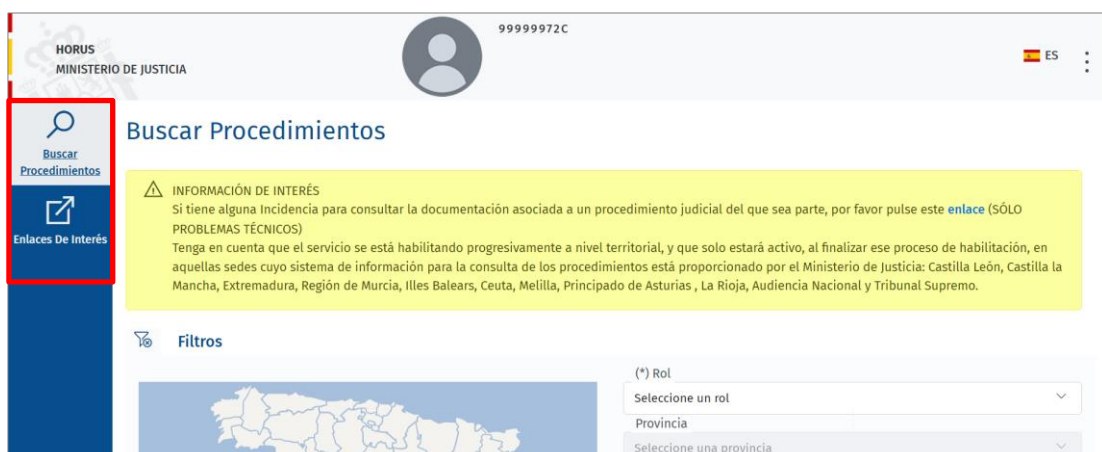 99999972C
HORUS
MINISTERIO DE JUSTICIA
ES
Buscar
Procedimientos
Enlaces De Interés
Buscar Procedimientos
INFORMACIÓN DE INTERÉS
Si tiene alguna Incidencia para consultar la documentación asociada a un procedimiento judicial del que sea parte, por favor pulse este enlace (SÓLO
PROBLEMAS TÉCNICOS)
Tenga en cuenta que el servicio se está habilitando progresivamente a nivel territorial, y que solo estará activo, al finalizar ese proceso de habilitación, en
aquellas sedes cuyo sistema de información para la consulta de los procedimientos está proporcionado por el Ministerio de Justicia: Castilla León, Castilla la
Mancha, Extremadura, Región de Murcia, Illes Balears, Ceuta, Melilla, Principado de Asturias , La Rioja, Audiencia Nacional y Tribunal Supremo.
Filtros
(*) Rol
Seleccione un rol
Provincia
Seleccione una provincia